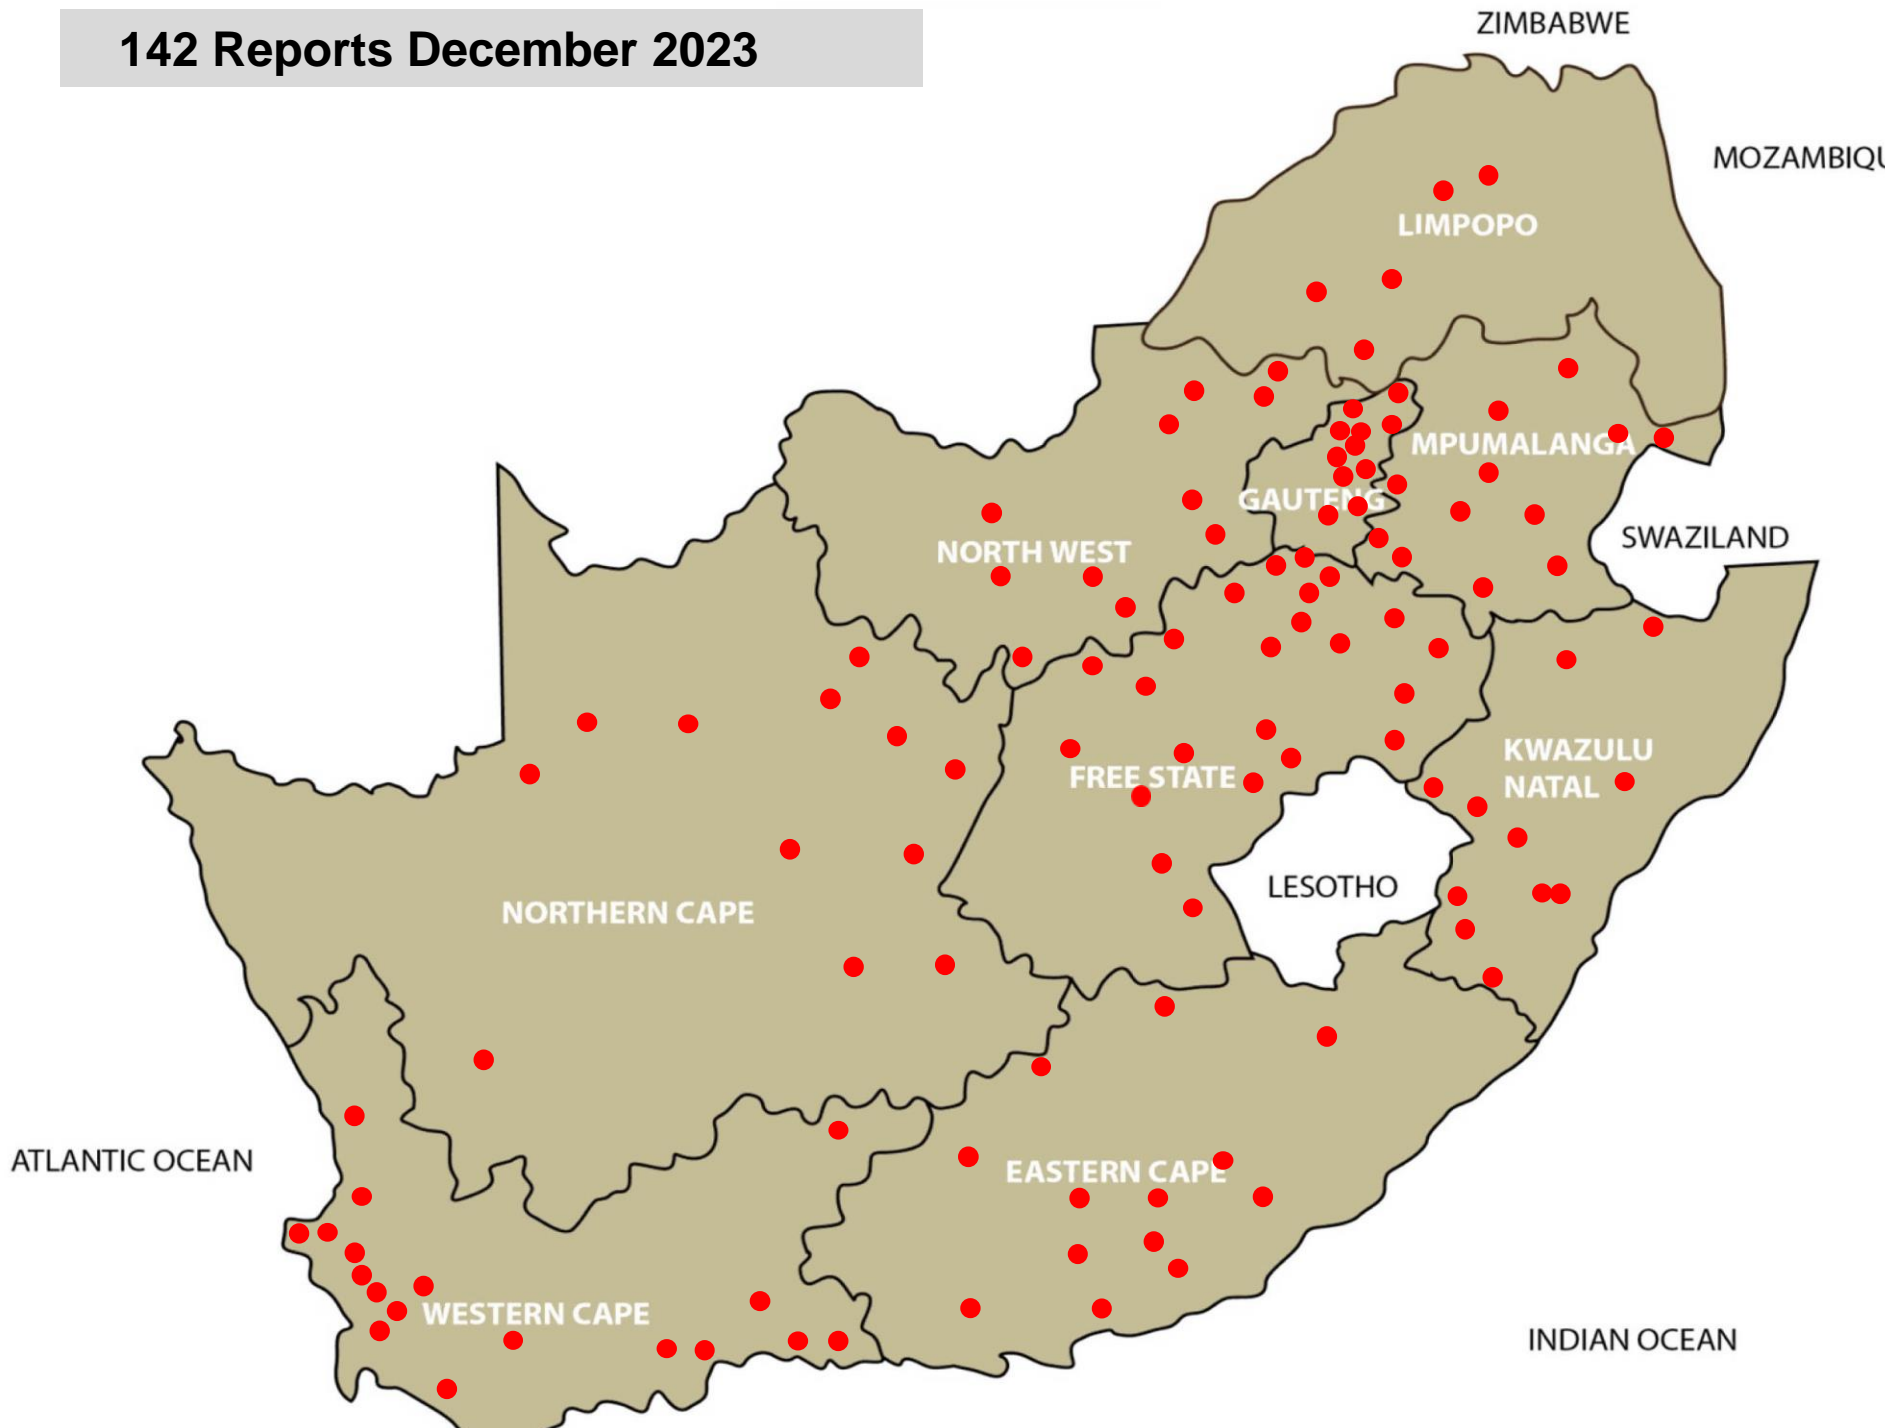 142 Reports December 2023
ZIMBABWE
MOZAMBIQU
LIMPOPO
MPUMALANGA
GAUTENG
SWAZILAND
NORTH WEST
KWAZULU
NATAL
FREE STATE
LESOTHO
NORTHERN CAPE
ATLANTIC OCEAN
EASTERN CAPE
WESTERN CAPE
INDIAN OCEAN